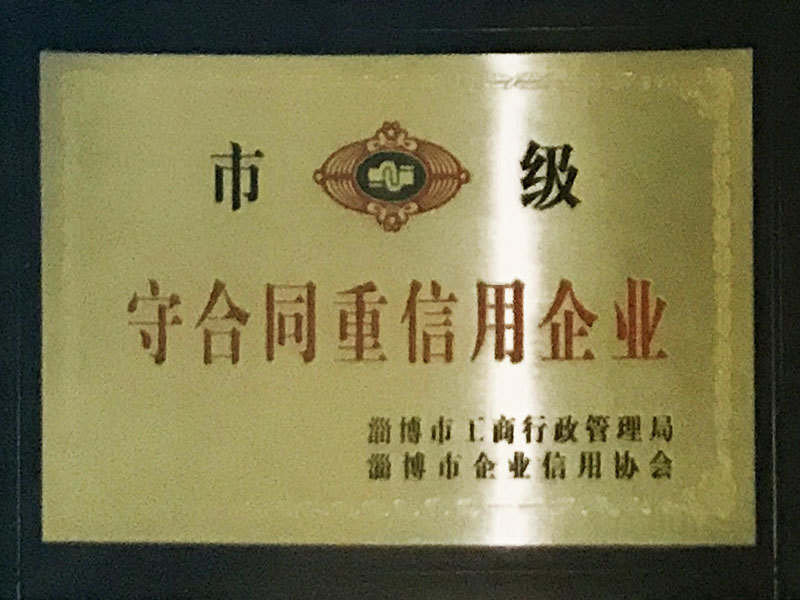 市 级
守合同重信用企业
淄博市工商行政管理局
淄博市企业信用协会